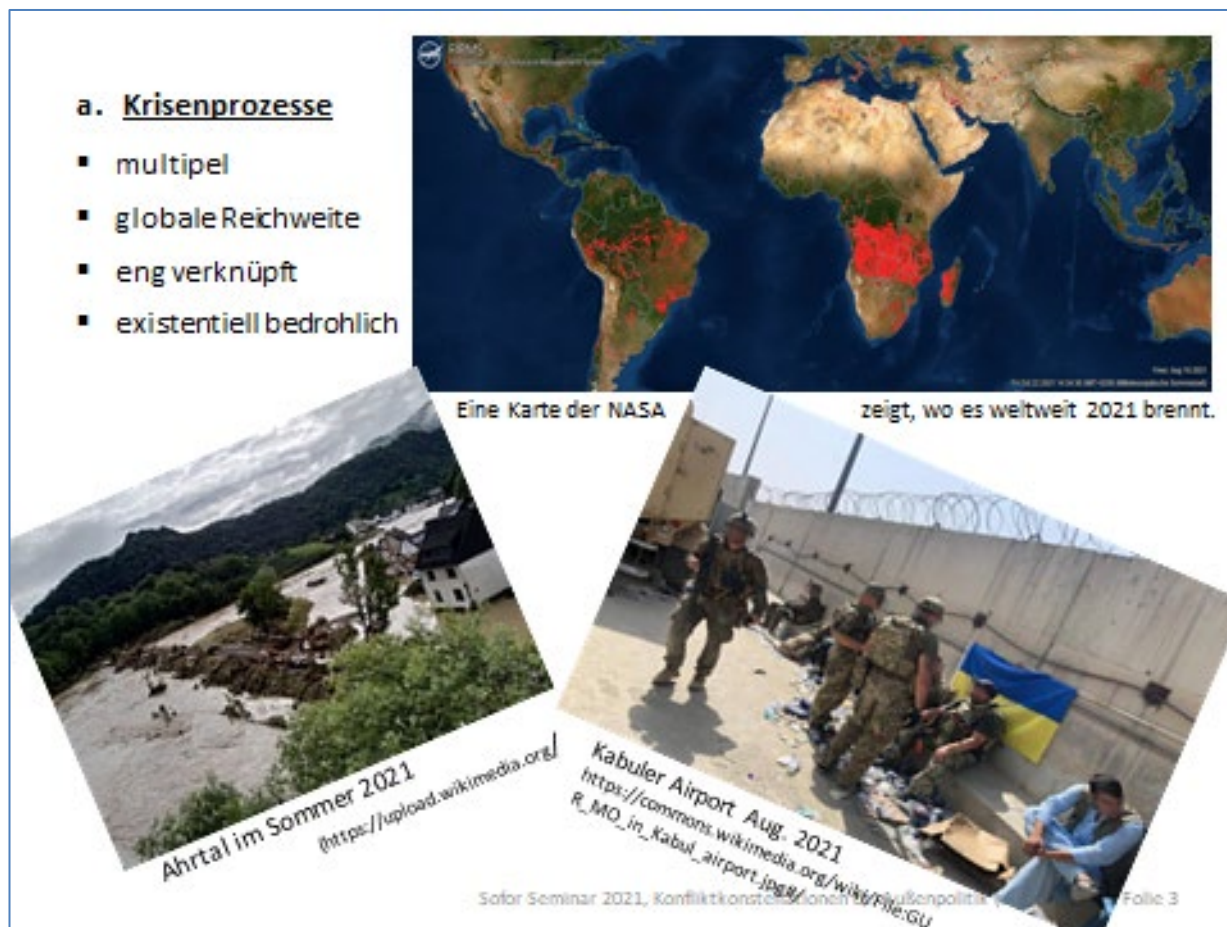 a. Krisenprozesse
▪ multipel
▪ globale Reichweite
▪ eng verknüpft
▪ existentiell bedrohlich
Eine Karte der NASA zeigt, wo es weltweit 2021 brennt.
Ahrtal im Sommer 2021
(https://upload.wikimedia.org/
Kabuler Airport Aug. 2021
https://commons.wikimedia.org/wiki/File:GU
R_MO_in_Kabul_airport.jpg#/
Sofor Seminar 2021, Konfliktkonstellationen Außenpolitik Folie 3